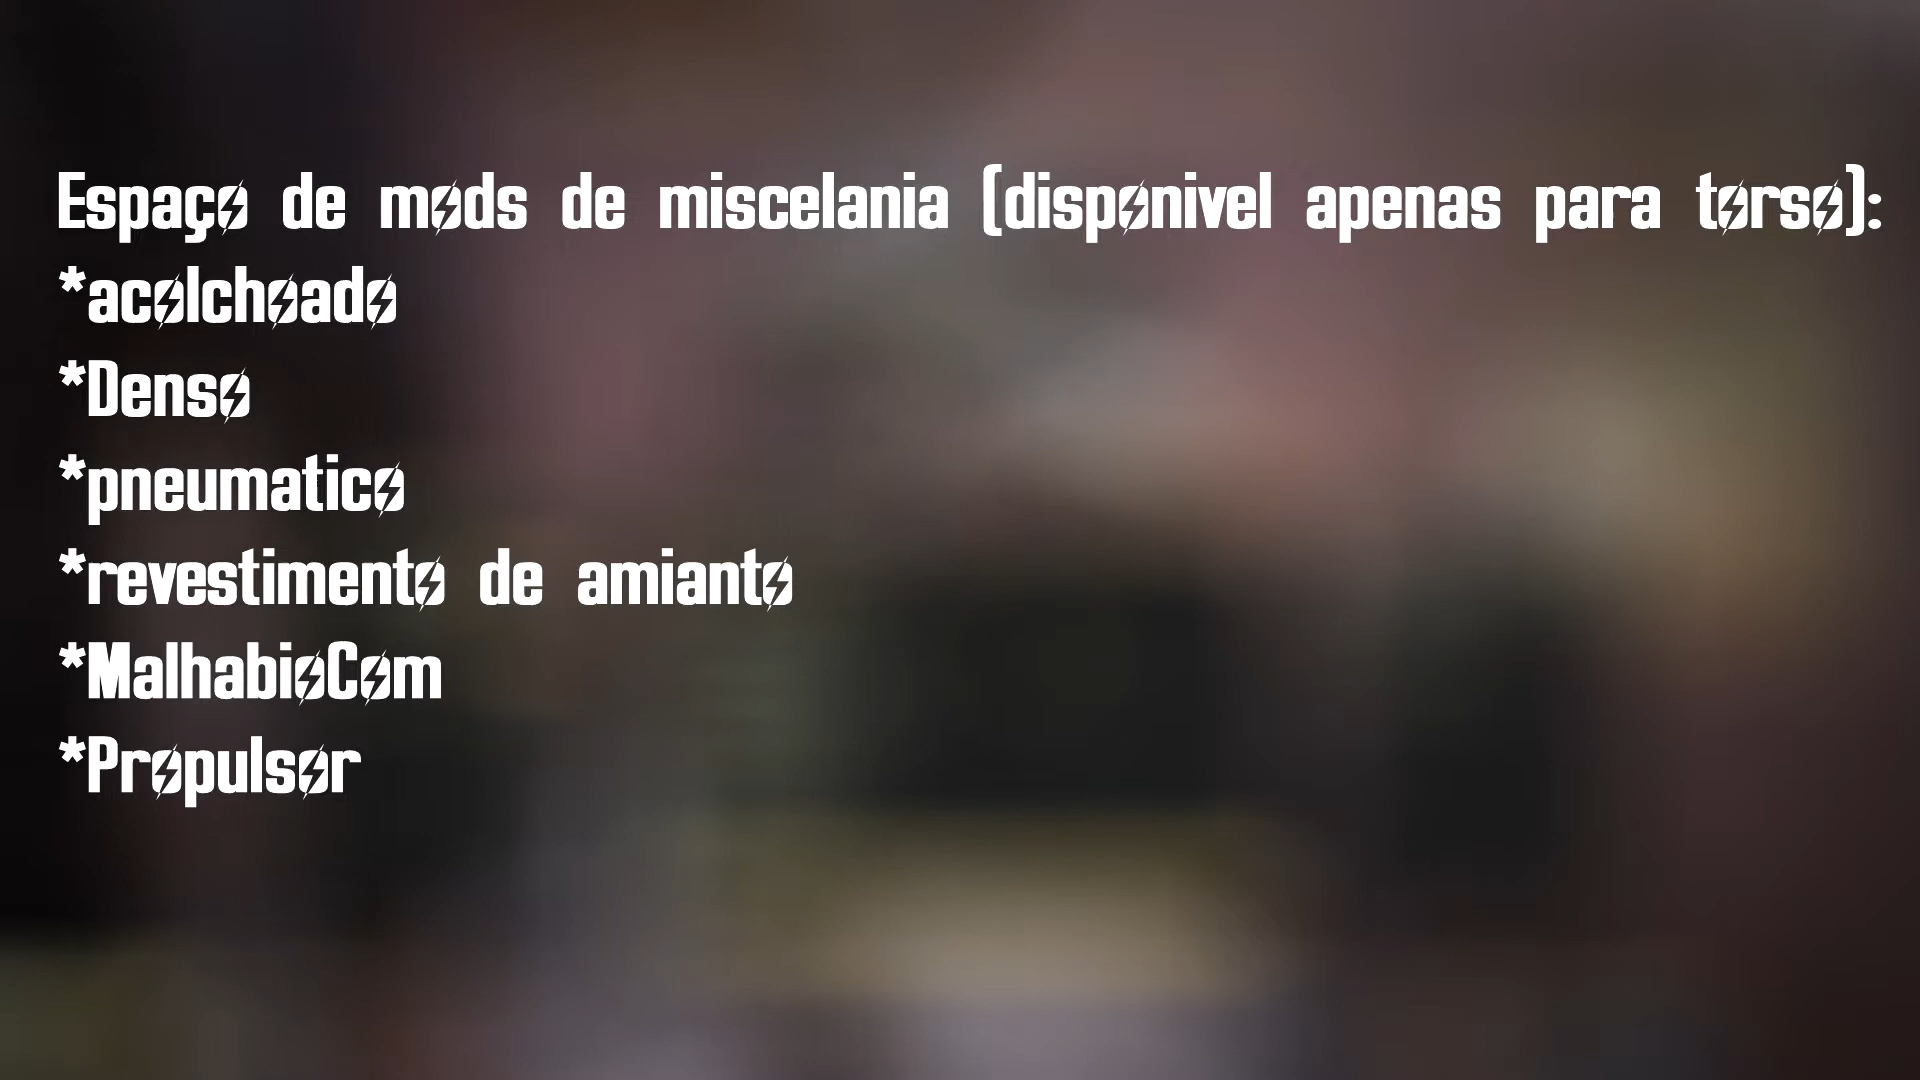 Espaço de mods de miscelania (disponivel apenas para torso):
*acolchoado
*Denso
*pneumatico
*revestimento de amianto
*MalhabioCom
*Propulsor